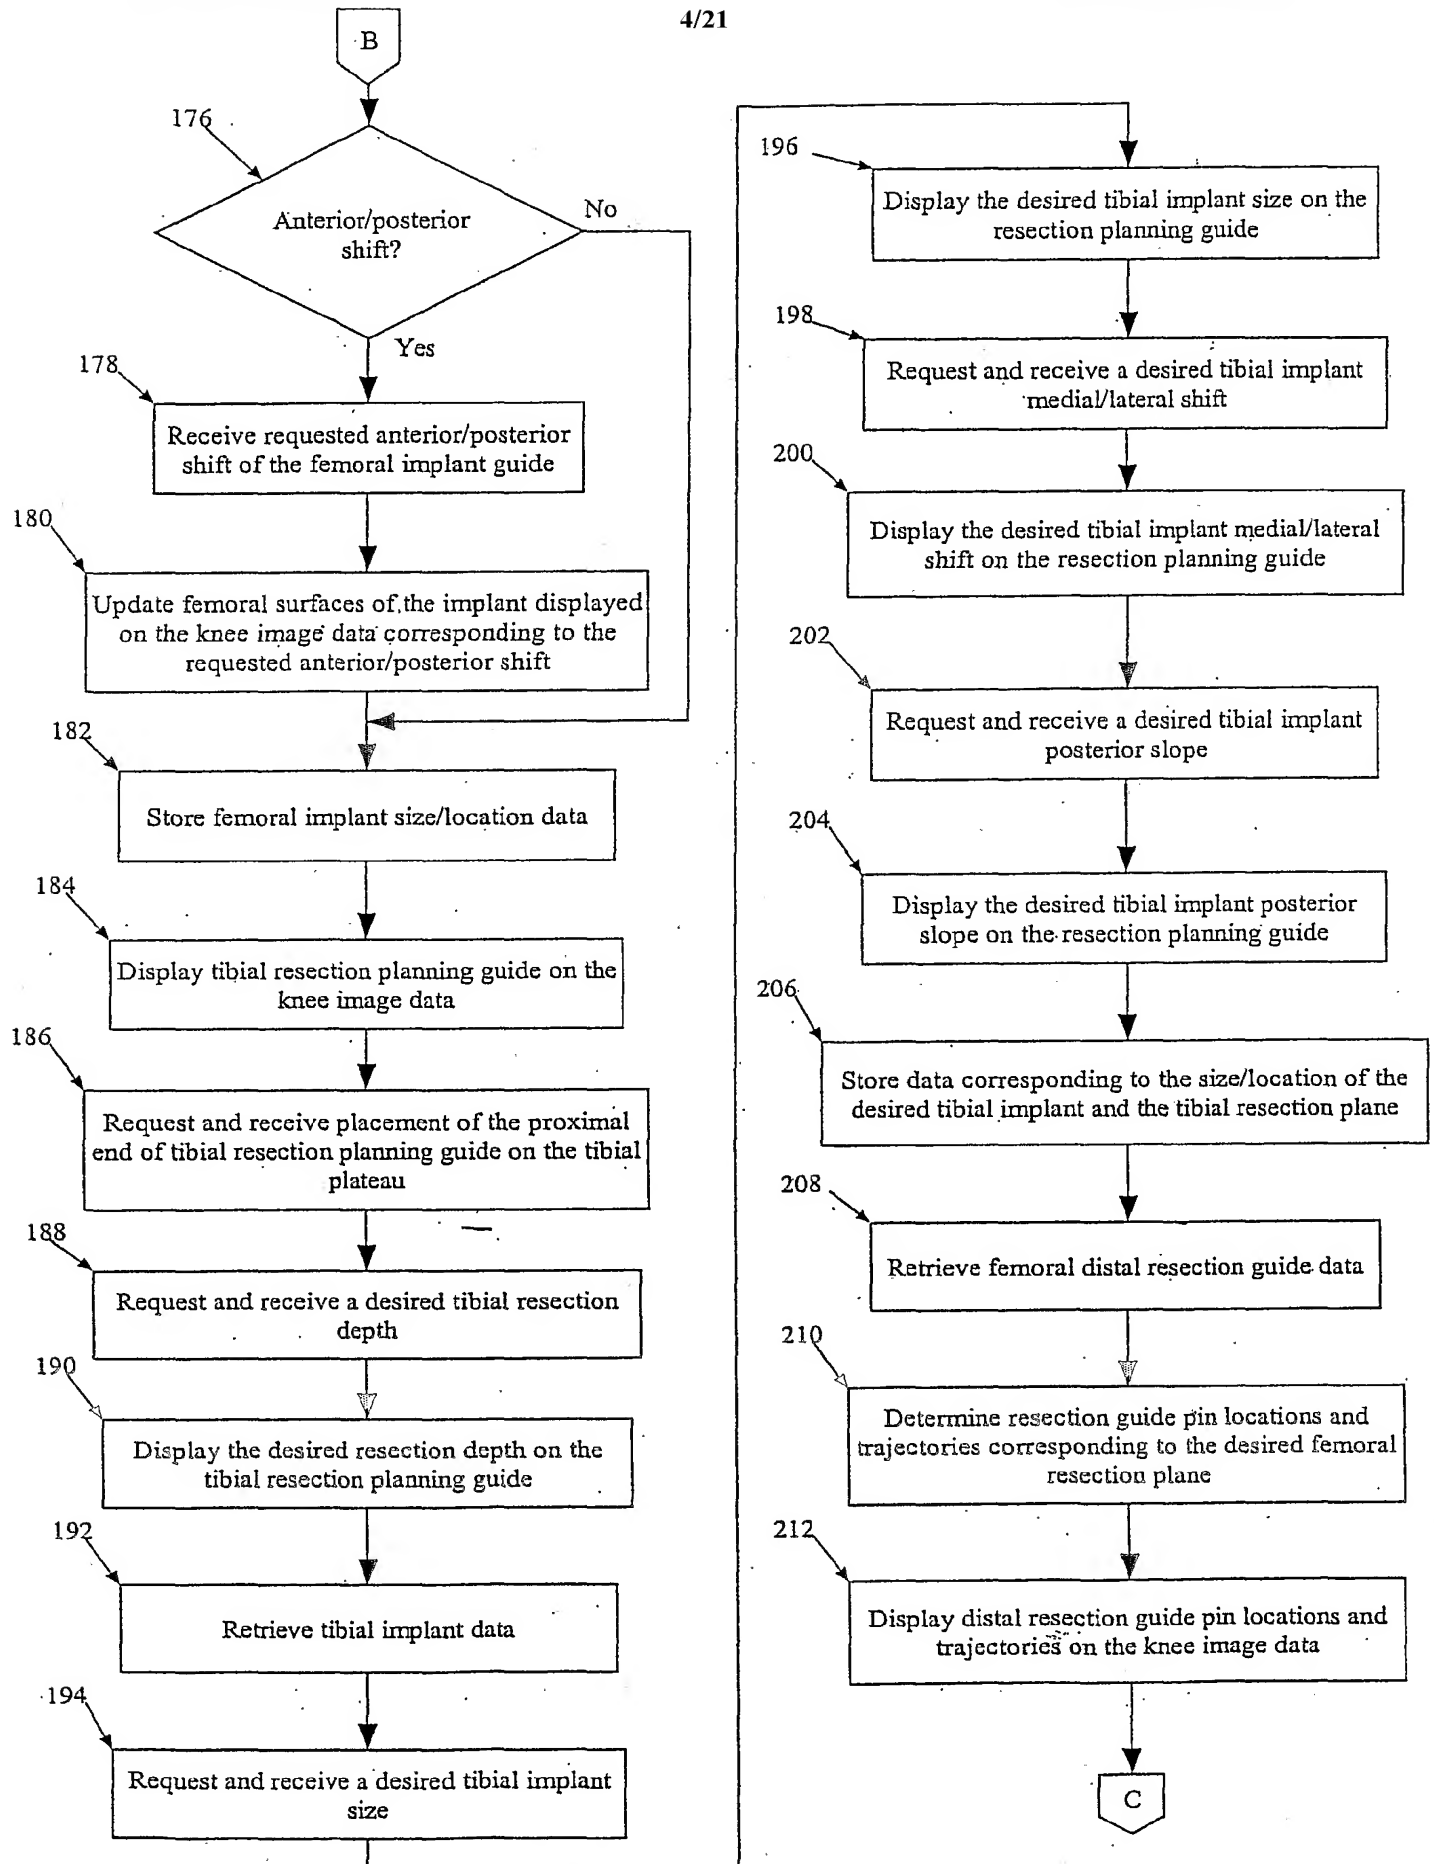 4/21
B
176
Anterior/posterior
shift?
No
Yes
178
Receive requested anterior/posterior
shift of the femoral implant guide
180
Update femoral surfaces of the implant displayed
on the knee image data corresponding to the
requested anterior/posterior shift
182
Store femoral implant size/location data
184
Display tibial resection planning guide on the
knee image data
186
Request and receive placement of the proximal
end of tibial resection planning guide on the tibial
plateau
188
Request and receive a desired tibial resection
depth
190
Display the desired resection depth on the
tibial resection planning guide
192
Retrieve tibial implant data
194
Request and receive a desired tibial implant
size
196
Display the desired tibial implant size on the
resection planning guide
198
Request and receive a desired tibial implant
medial/lateral shift
200
Display the desired tibial implant medial/lateral
shift on the resection planning guide
202
Request and receive a desired tibial implant
posterior slope
204
Display the desired tibial implant posterior
slope on the resection planning guide
206
Store data corresponding to the size/location of the
desired tibial implant and the tibial resection plane
208
Retrieve femoral distal resection guide data
210
Determine resection guide pin locations and
trajectories corresponding to the desired femoral
resection plane
212
Display distal resection guide pin locations and
trajectories on the knee image data
C